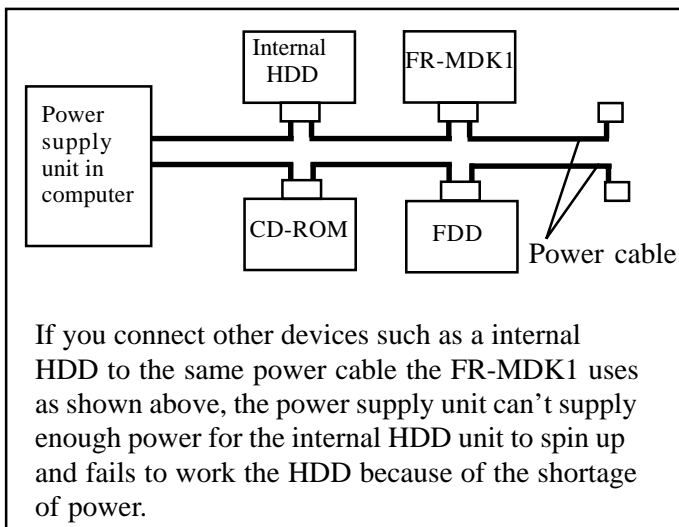 Internal
HDD
FR-MDK1
Power
supply
unit in
computer
CD-ROM
FDD
Power cable
If you connect other devices such as a internal
HDD to the same power cable the FR-MDK1 uses
as shown above, the power supply unit can't supply
enough power for the internal HDD unit to spin up
and fails to work the HDD because of the shortage
of power.